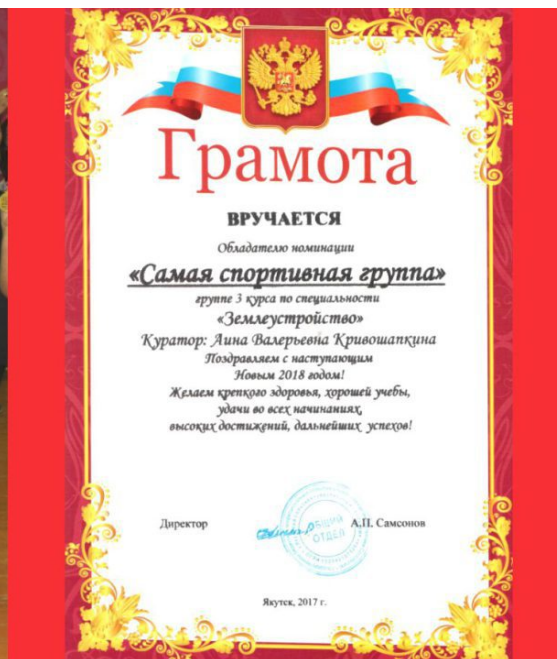 Грамота
ВРУЧАЕТСЯ
Обладателю номинации
«Самая спортивная группа»
группе 3 курса по специальности
«Землеустройство»
Куратор: Аина Валерьевна Кривошапкина
Поздравляем с наступающим
Новым 2018 годом!
Желаем крепкого здоровья, хорошей учебы,
удачи во всех начинаниях,
высоких достижений, дальнейших успехов!
Директор
ОБЩИЙ
ОТДЕЛ
А.П. Самсонов
Якутск, 2017 г.